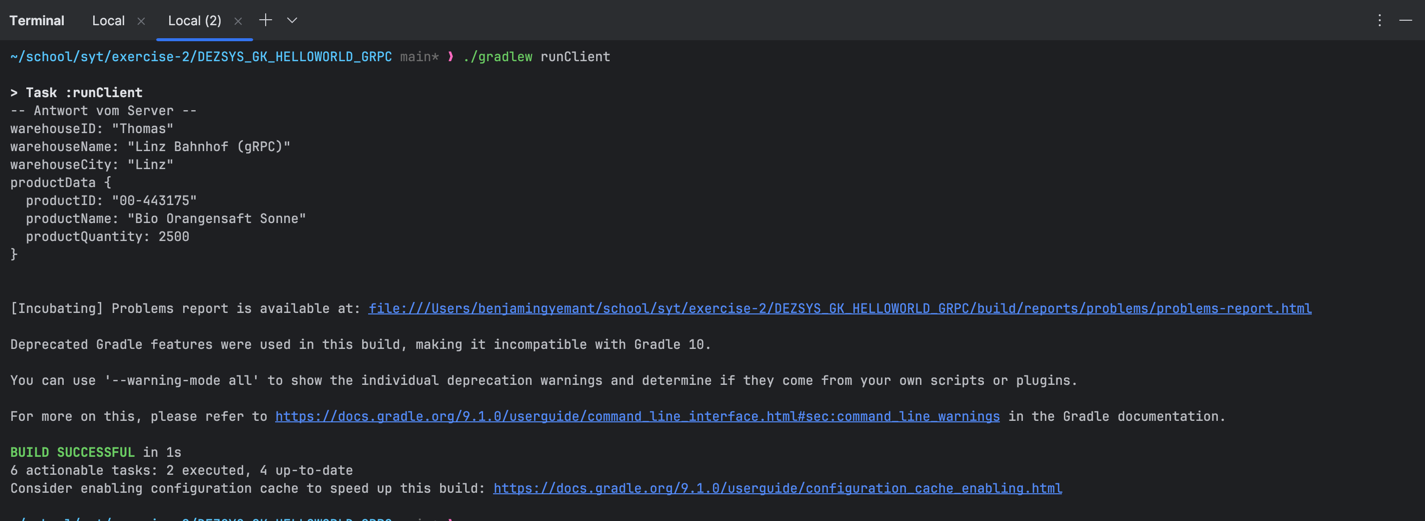 Terminal Local × Local (2) ×
~/school/syt/exercise-2/DEZSYS_GK_HELLOWORLD_GRPC main* ❯ ./gradlew runClient
> Task :runClient
-- Antwort vom Server --
warehouseID: "Thomas"
warehouseName: "Linz Bahnhof (gRPC)"
warehouseCity: "Linz"
productData {
  productID: "00-443175"
  productName: "Bio Orangensaft Sonne"
  productQuantity: 2500
}
[Incubating] Problems report is available at: file:///Users/benjamingyemant/school/syt/exercise-2/DEZSYS_GK_HELLOWORLD_GRPC/build/reports/problems/problems-report.html
Deprecated Gradle features were used in this build, making it incompatible with Gradle 10.
You can use '--warning-mode all' to show the individual deprecation warnings and determine if they come from your own scripts or plugins.
For more on this, please refer to https://docs.gradle.org/9.1.0/userguide/command_line_interface.html#sec:command_line_warnings in the Gradle documentation.
BUILD SUCCESSFUL in 1s
6 actionable tasks: 2 executed, 4 up-to-date
Consider enabling configuration cache to speed up this build: https://docs.gradle.org/9.1.0/userguide/configuration_cache_enabling.html